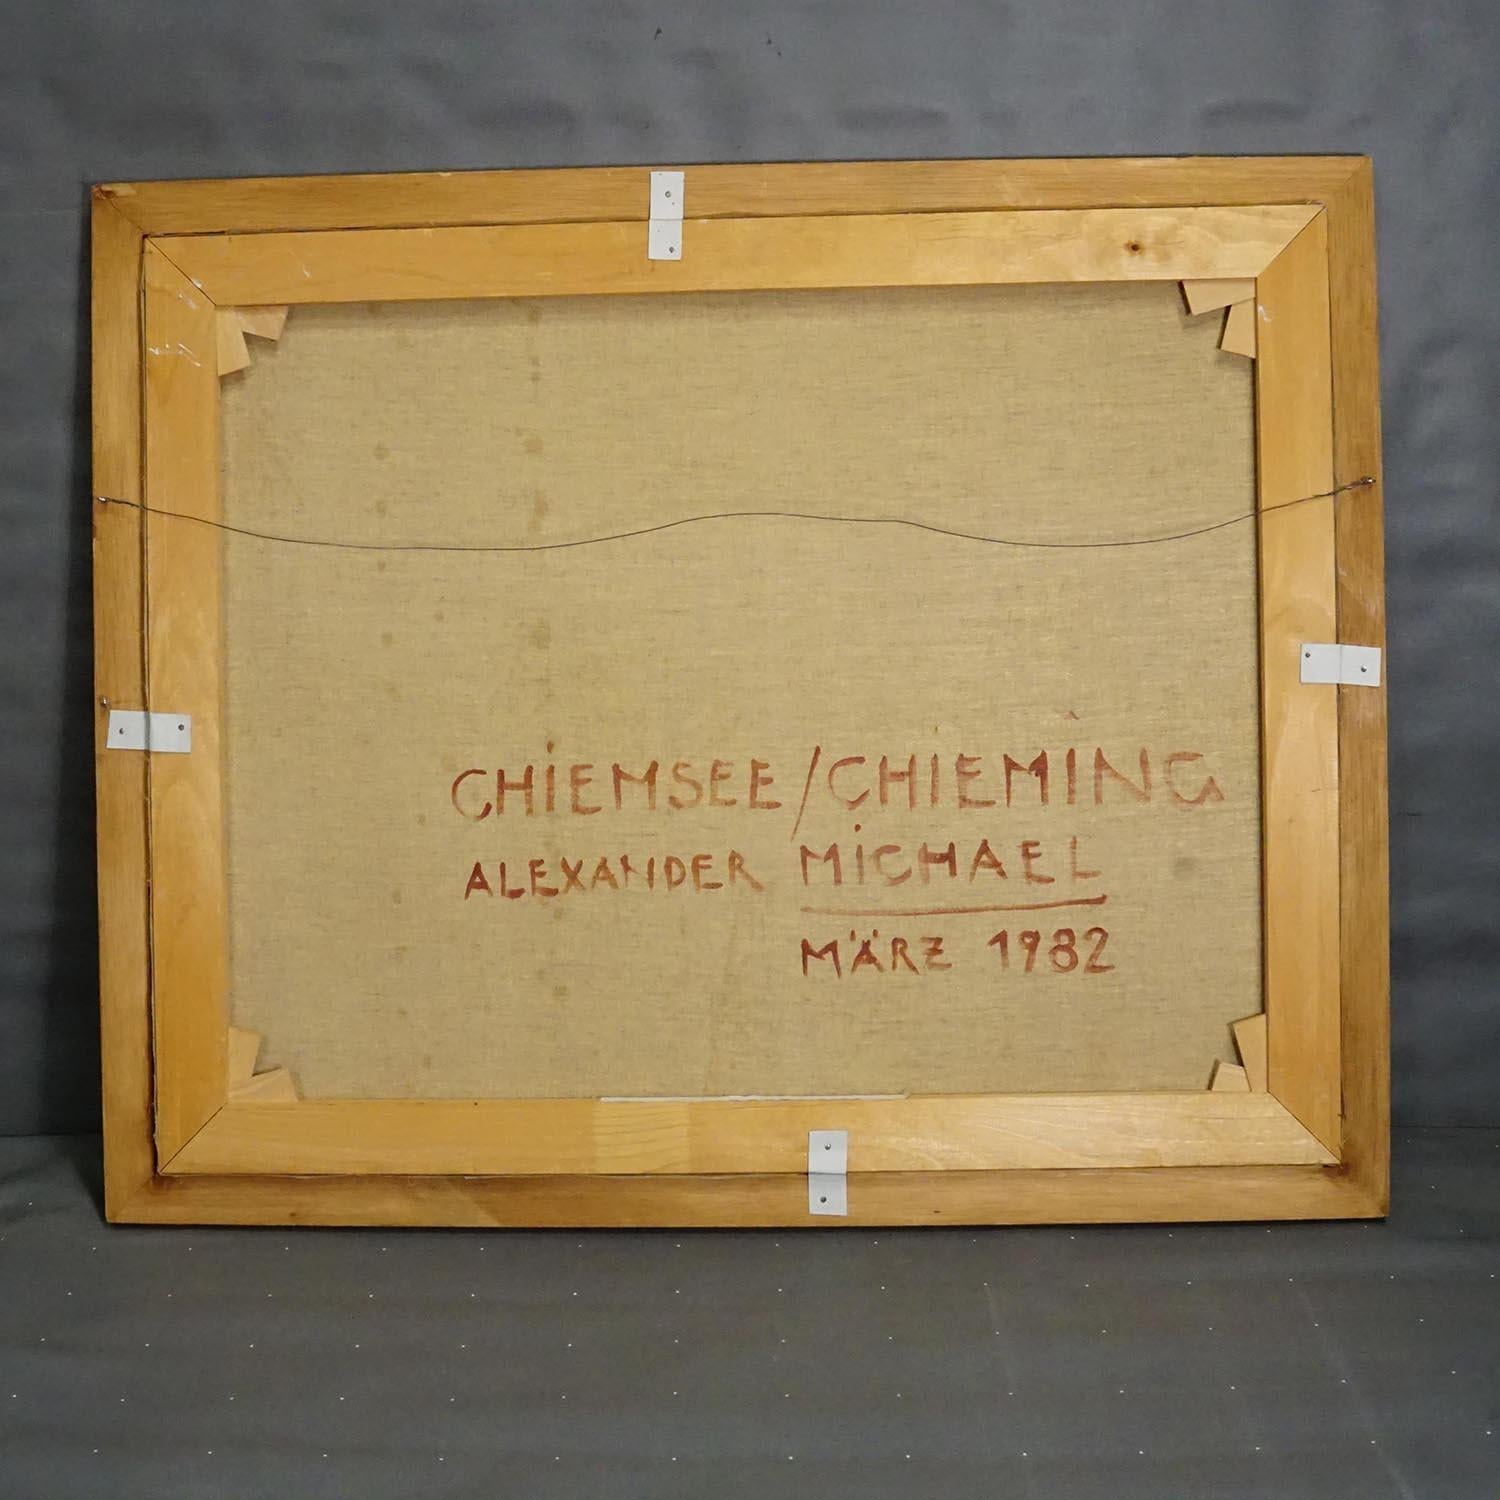 CHIEMSEE/CHIEMING
ALEXANDER MICHAEL
MÄRZ 1982